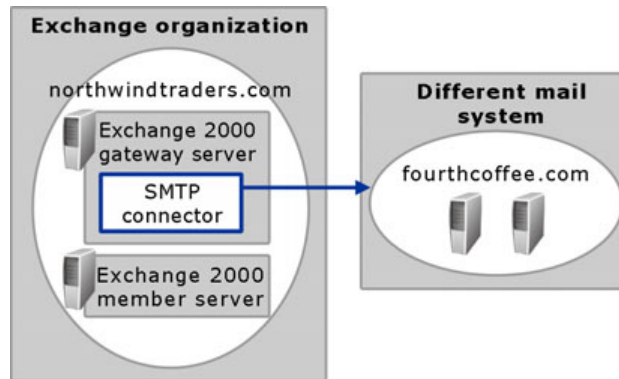 Exchange organization
northwindtraders.com
Exchange 2000
gateway server
SMTP
connector
Exchange 2000
member server
Different mail
system
fourthcoffee.com